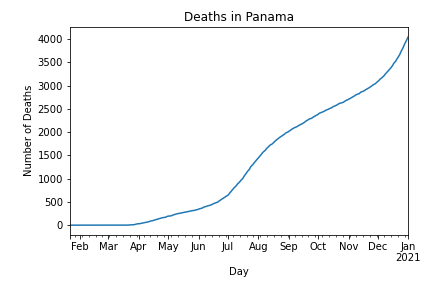 Deaths in Panama
Number of Deaths
4000
3500
3000
2500
2000
1500
1000
500
0
Feb Mar Apr May Jun Jul Aug Sep Oct Nov Dec Jan
2021
Day